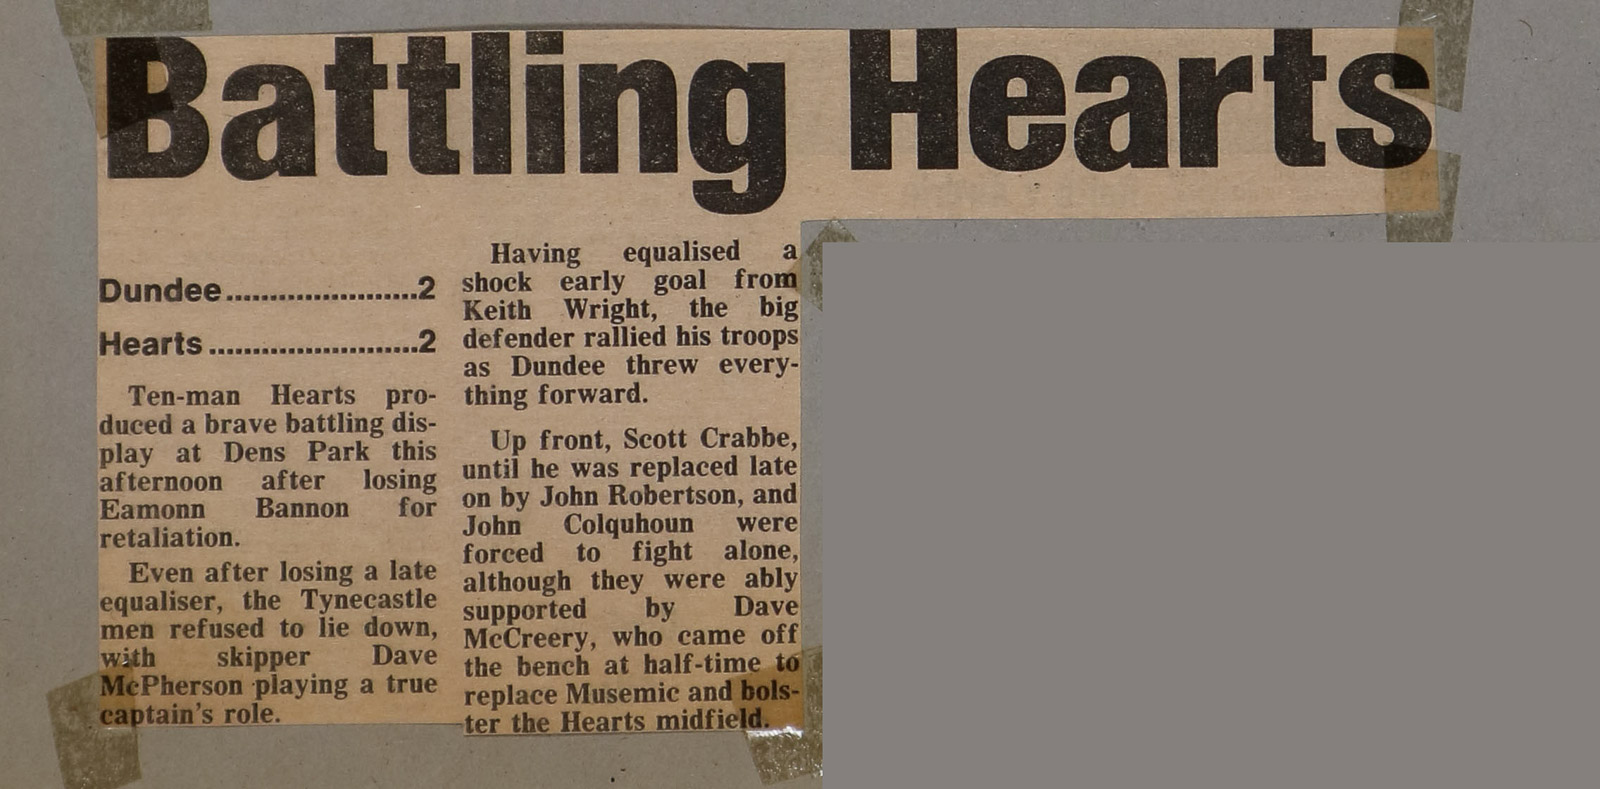 Battling Hearts
Dundee.......................2
Hearts.........................2
Ten-man Hearts pro-
duced a brave battling dis-
play at Dens Park this
afternoon after losing
Eamonn Bannon for
retaliation.
Even after losing a late
equaliser, the Tynecastle
men refused to lie down,
with skipper Dave
McPherson playing a true
captain's role.
Having equalised a
shock early goal from
Keith Wright, the big
defender rallied his troops
as Dundee threw every-
thing forward.
Up front, Scott Crabbe,
until he was replaced late
on by John Robertson, and
John Colquhoun were
forced to fight alone,
although they were ably
supported by Dave
McCreery, who came off
the bench at half-time to
replace Musemic and bols-
ter the Hearts midfield.